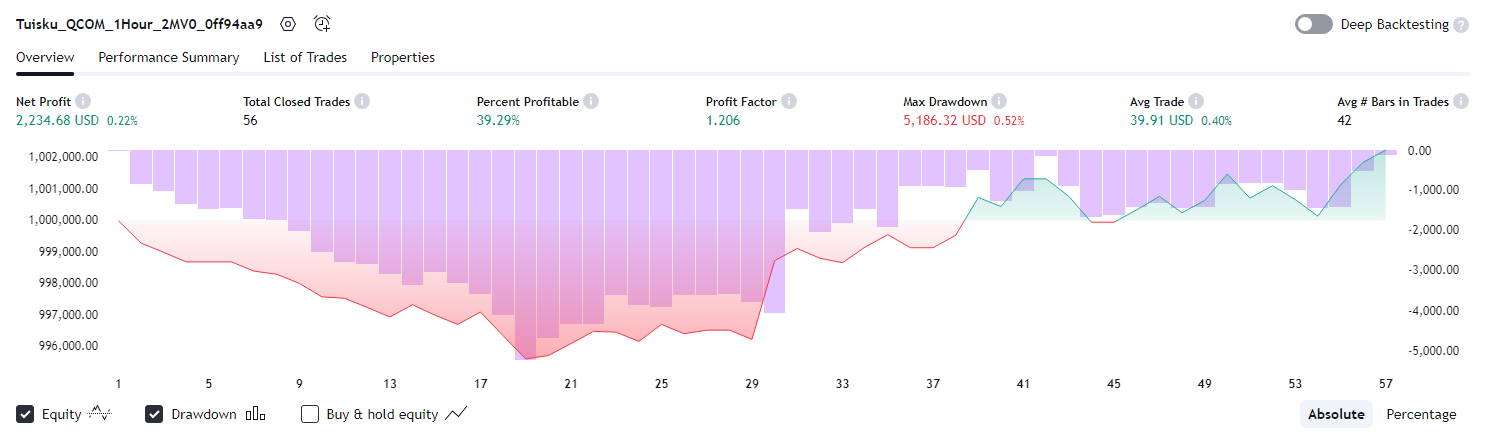 Tuisku_QCOM_1Hour_2MV0_0ff94aa9 Deep Backtesting ?
Overview Performance Summary List of Trades Properties
Net Profit i Total Closed Trades i Percent Profitable i Profit Factor i Max Drawdown i Avg Trade i Avg # Bars in Trades i
2,234.68 USD 0.22% 56 39.29% 1.206 5,186.32 USD 0.52% 39.91 USD 0.40% 42
1,002,000.00 0.00
1,001,000.00 -1,000.00
1,000,000.00 -2,000.00
999,000.00 -3,000.00
998,000.00 -4,000.00
997,000.00 -5,000.00
996,000.00
1 5 9 13 17 21 25 29 33 37 41 45 49 53 57
Equity Drawdown Buy & hold equity Absolute Percentage